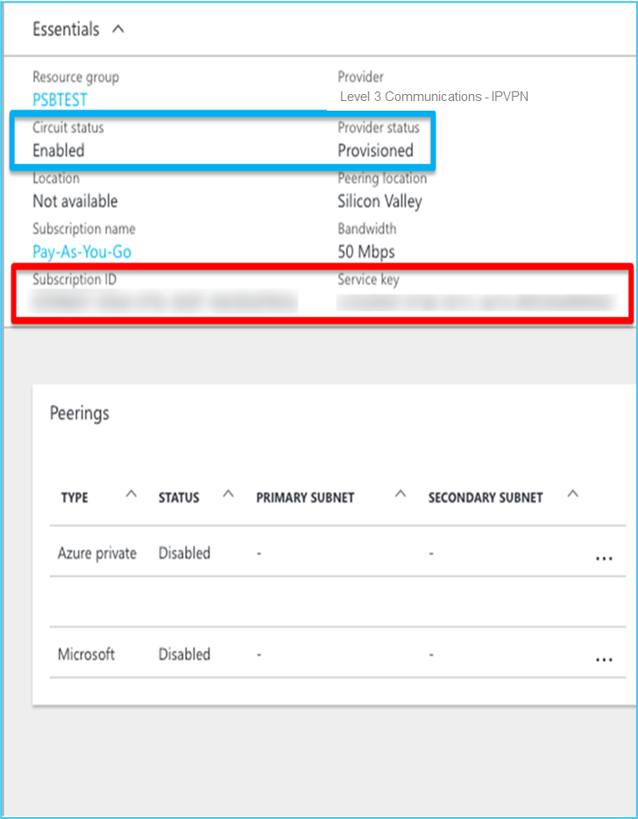 Essentials
Resource group Provider
PSBTEST Level 3 Communications - IPVPN
Circuit status Provider status
Enabled Provisioned
Location Peering location
Not available Silicon Valley
Subscription name Bandwidth
Pay-As-You-Go 50 Mbps
Subscription ID Service key
Peerings
TYPE STATUS PRIMARY SUBNET SECONDARY SUBNET
Azure private Disabled - - ...
Microsoft Disabled - - ...